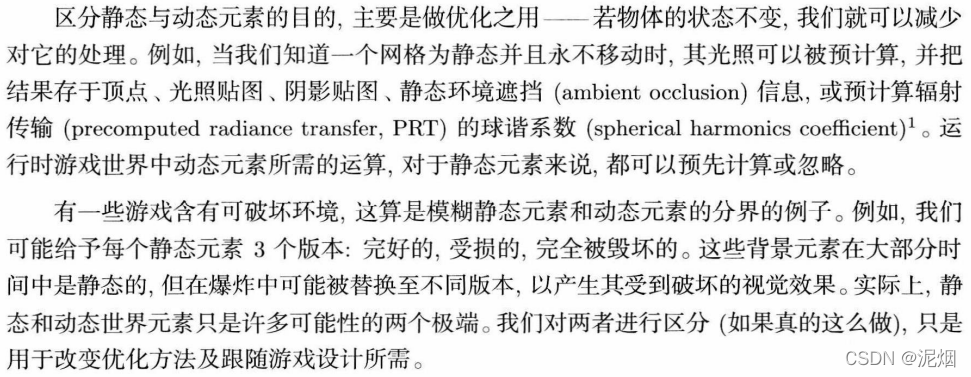 区分静态与动态元素的目的, 主要是做优化之用——若物体的状态不变, 我们就可以减少
对它的处理。例如, 当我们知道一个网格为静态并且永不移动时, 其光照可以被预计算, 并把
结果存于顶点、光照贴图、阴影贴图、静态环境遮挡 (ambient occlusion) 信息, 或预计算辐射
传输 (precomputed radiance transfer, PRT) 的球谐系数 (spherical harmonics coefficient)¹。运
行时游戏世界中动态元素所需的运算, 对于静态元素来说, 都可以预先计算或忽略。
有一些游戏含有可破坏环境, 这算是模糊静态元素和动态元素的分界的例子。例如, 我们
可能给予每个静态元素 3 个版本: 完好的, 受损的, 完全被毁坏的。这些背景元素在大部分时
间中是静态的, 但在爆炸中可能被替换至不同版本, 以产生其受到破坏的视觉效果。实际上, 静
态和动态世界元素只是许多可能性的两个极端。我们对两者进行区分 (如果真的这么做), 只是
用于改变优化方法及跟随游戏设计所需。
CSDN @泥烟